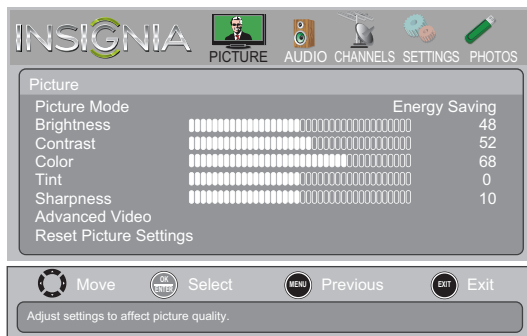 INSIGNIA
PICTURE AUDIO CHANNELS SETTINGS PHOTOS
Picture
Picture Mode Energy Saving
Brightness 48
Contrast 52
Color 68
Tint 0
Sharpness 10
Advanced Video
Reset Picture Settings
Move OK ENTER Select MENU Previous EXIT Exit
Adjust settings to affect picture quality.